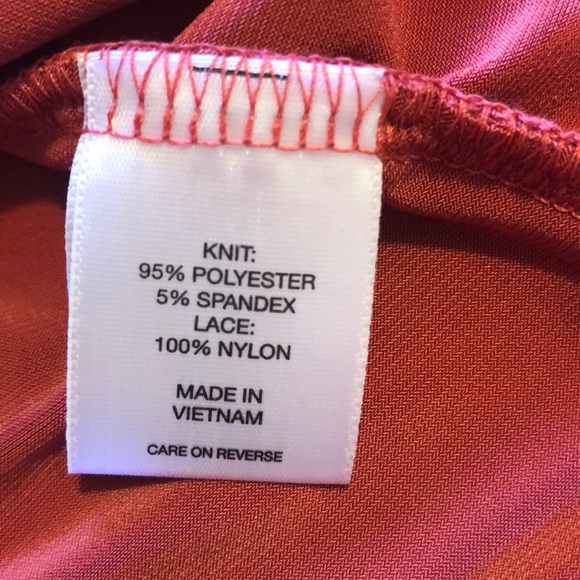 KNIT:
95% POLYESTER
5% SPANDEX
LACE:
100% NYLON
MADE IN
VIETNAM
CARE ON REVERSE